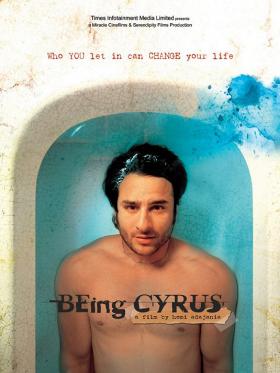 Times Infotainment Media Limited presents
a Miracle Cinefilms & Serendipity Films Production
Who YOU let in can CHANGE your life
BEing CYRUS
a film by homi adajania